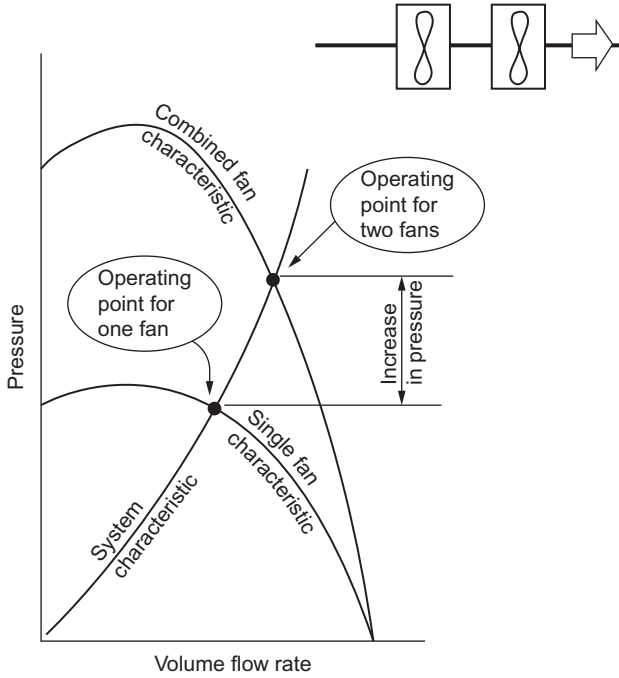 Combined fan
characteristic
Operating
point for
two fans
Operating
point for
one fan
Increase
in pressure
Pressure
Single fan
characteristic
System
characteristic
Volume flow rate